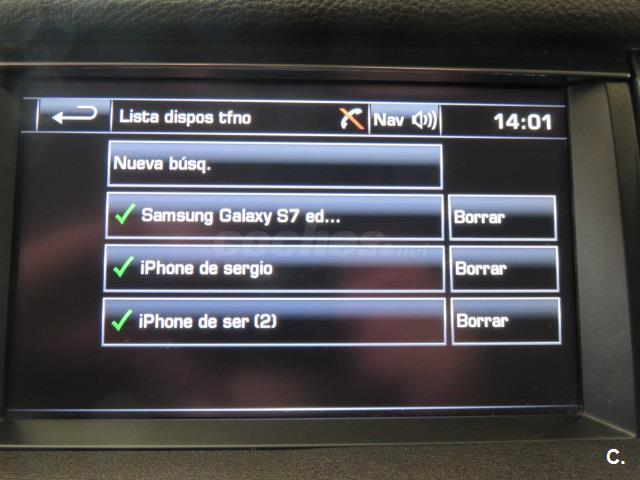 Lista dispos tfno
Nav
14:01
Nueva búsq.
Samsung Galaxy S7 ed...
Borrar
iPhone de sergio
Borrar
iPhone de ser (2)
Borrar
coches.net
C.